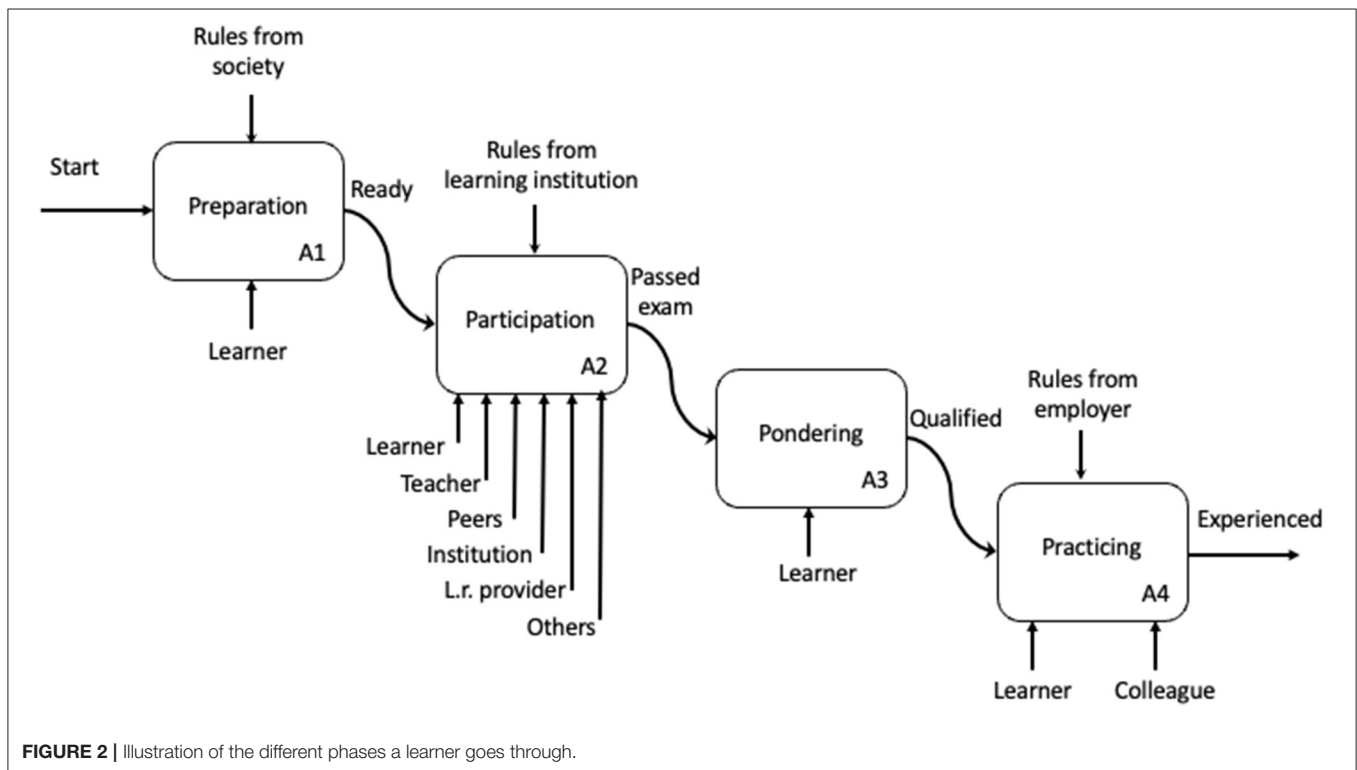 Rules from
society
Start
Preparation
A1
Ready
Learner
Rules from
learning institution
Participation
A2
Passed
exam
Learner
Teacher
Peers
Institution
L.r. provider
Others
Pondering
A3
Qualified
Learner
Rules from
employer
Practicing
A4
Experienced
Learner
Colleague
FIGURE 2 | Illustration of the different phases a learner goes through.